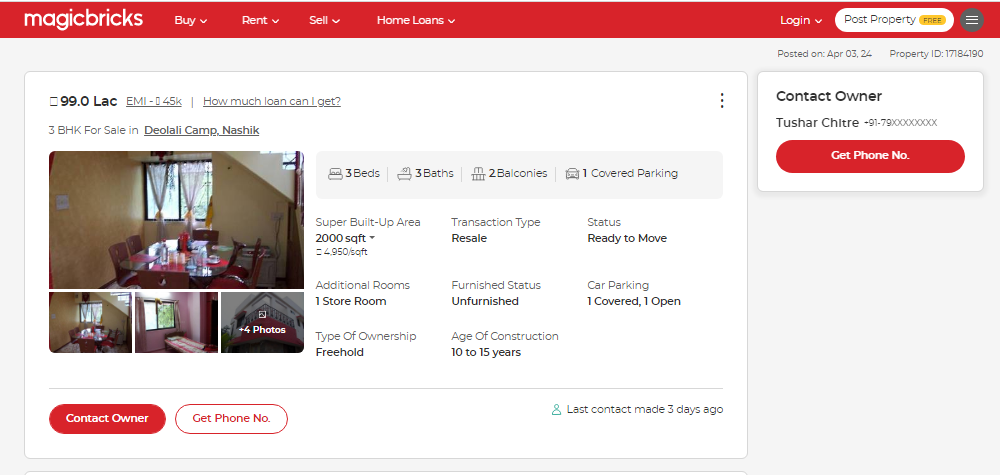 magicbricks Buy Rent Sell Home Loans Login Post Property FREE
Posted on: Apr 03, 24 Property ID: 17184190
99.0 Lac EMI - 45k | How much loan can I get?
3 BHK For Sale in Deolali Camp, Nashik
3 Beds 3 Baths 2 Balconies 1 Covered Parking
Super Built-Up Area Transaction Type Status
2000 sqft Resale Ready to Move
4,950/sqft
Additional Rooms Furnished Status Car Parking
1 Store Room Unfurnished 1 Covered, 1 Open
+4 Photos
Type Of Ownership Age Of Construction
Freehold 10 to 15 years
Contact Owner Get Phone No. Last contact made 3 days ago
Contact Owner
Tushar Chitre +91-79XXXXXXXX
Get Phone No.